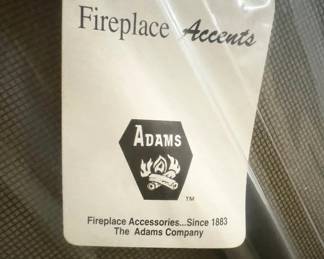 Fireplace Accents
ADAMS
TM
Fireplace Accessories...Since 1883
The Adams Company